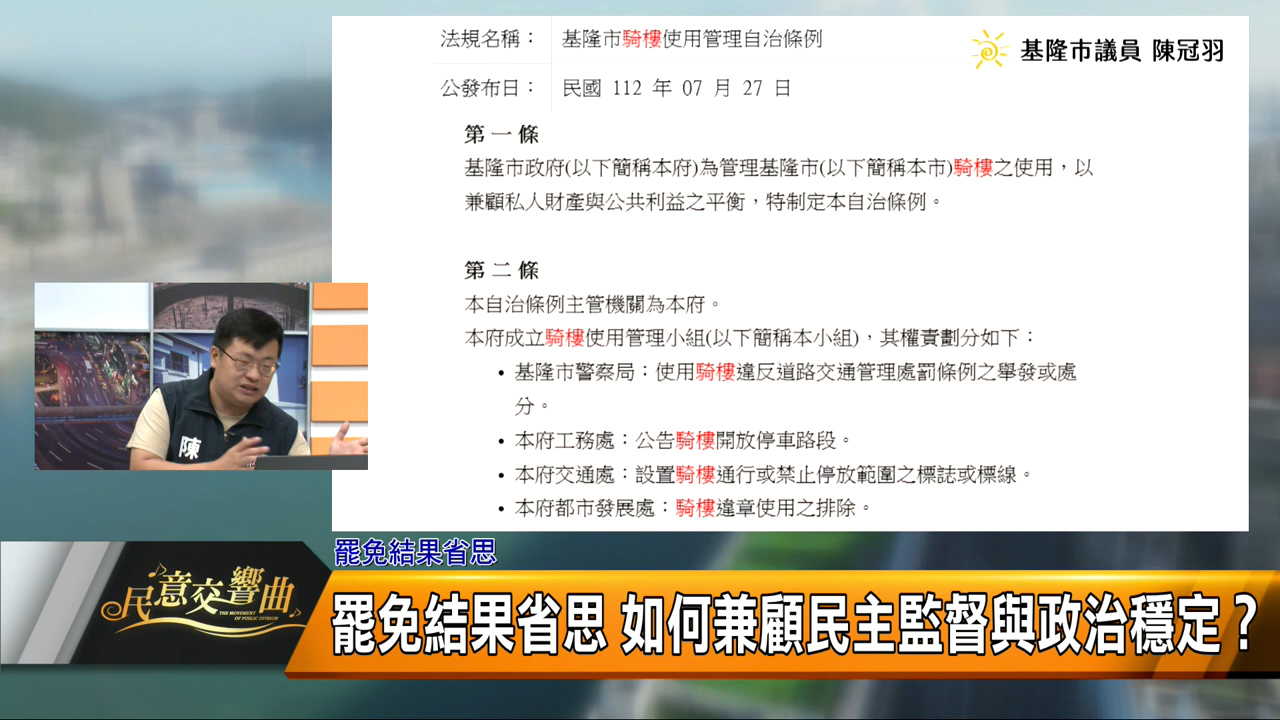 法規名稱： 基隆市騎樓使用管理自治條例
基隆市議員 陳冠羽
公發布日： 民國 112 年 07 月 27 日
第 一 條
基隆市政府(以下簡稱本府)為管理基隆市(以下簡稱本市)騎樓之使用，以
兼顧私人財產與公共利益之平衡，特制定本自治條例。
第 二 條
本自治條例主管機關為本府。
本府成立騎樓使用管理小組(以下簡稱本小組)，其權責劃分如下：
• 基隆市警察局：使用騎樓違反道路交通管理處罰條例之舉發或處
分。
• 本府工務處：公告騎樓開放停車路段。
• 本府交通處：設置騎樓通行或禁止停放範圍之標誌或標線。
• 本府都市發展處：騎樓違章使用之排除。
陳
罷免結果省思
民意交響曲
THE MOVEMENT
OF PUBLIC OPINION
罷免結果省思 如何兼顧民主監督與政治穩定？